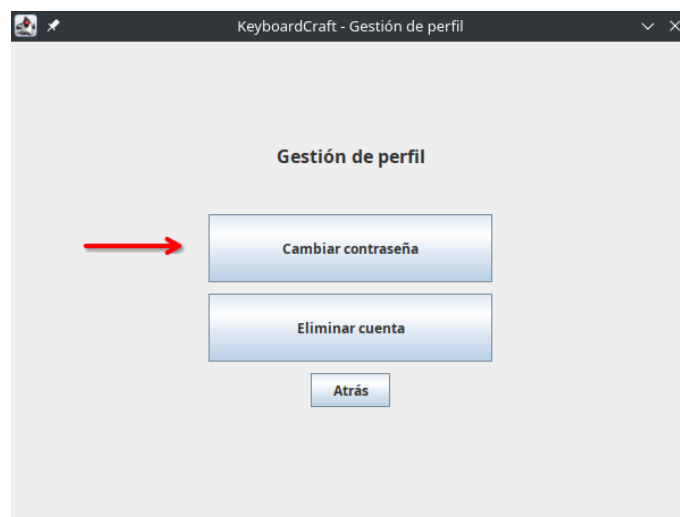 KeyboardCraft - Gestión de perfil
Gestión de perfil
Cambiar contraseña
Eliminar cuenta
Atrás